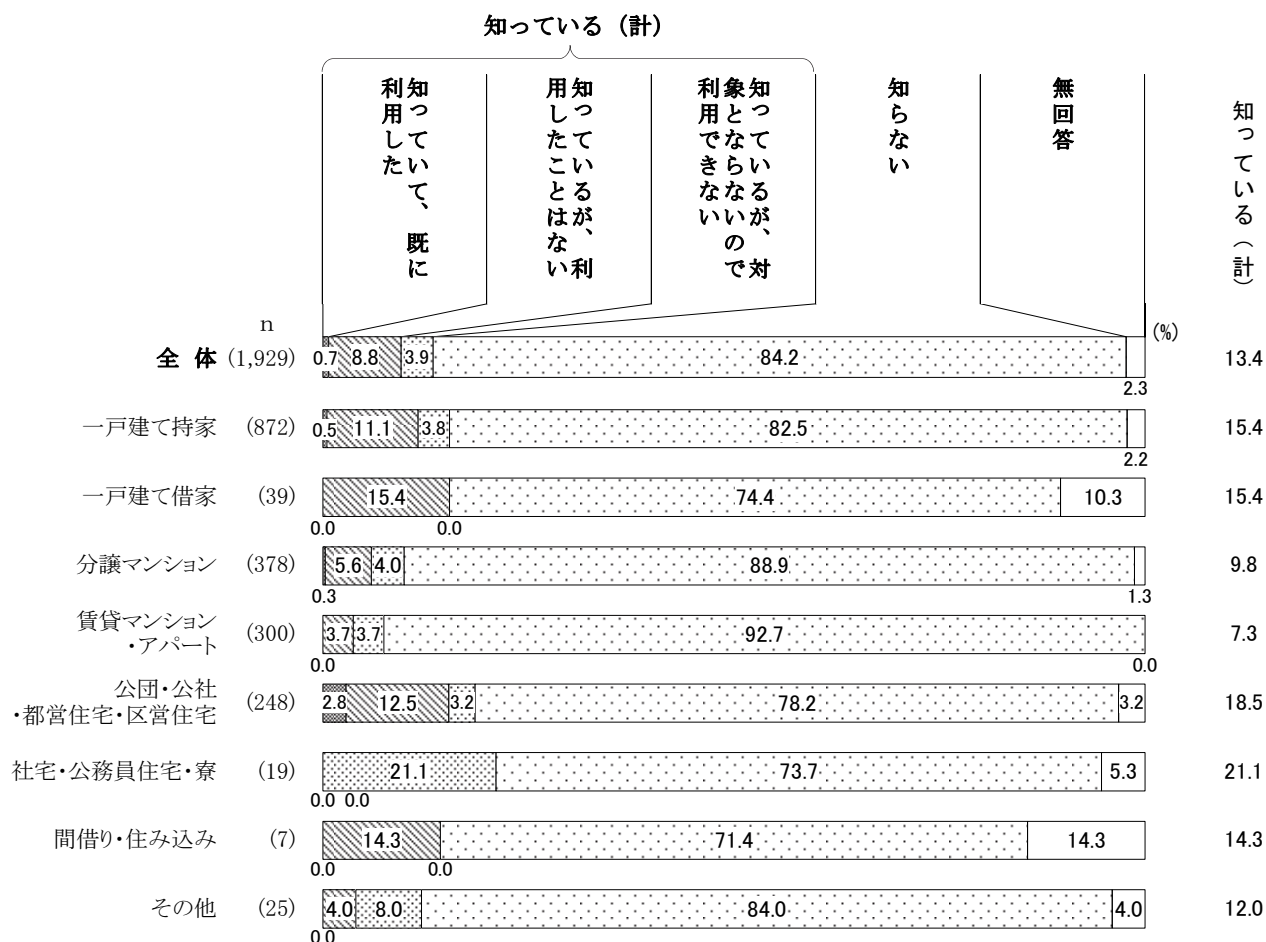 知っている（計）
知っていて、既に
利用した
知っているが、利
用したことはない
知っているが、対
象とならないので
利用できない
知らない
無回答
知っている（計）
n
(%)
全 体 (1,929) 0.7 8.8 3.9 84.2 13.4
2.3
一戸建て持家 (872) 0.5 11.1 3.8 82.5 15.4
2.2
一戸建て借家 (39) 15.4 74.4 10.3 15.4
0.0 0.0
分譲マンション (378) 5.6 4.0 88.9 9.8
0.3 1.3
賃貸マンション
・アパート
(300) 3.7 3.7 92.7 7.3
0.0 0.0
公団・公社
・都営住宅・区営住宅
(248) 2.8 12.5 3.2 78.2 3.2 18.5
社宅・公務員住宅・寮 (19) 21.1 73.7 5.3 21.1
0.0 0.0
間借り・住み込み (7) 14.3 71.4 14.3 14.3
0.0 0.0
その他 (25) 4.0 8.0 84.0 4.0 12.0
0.0